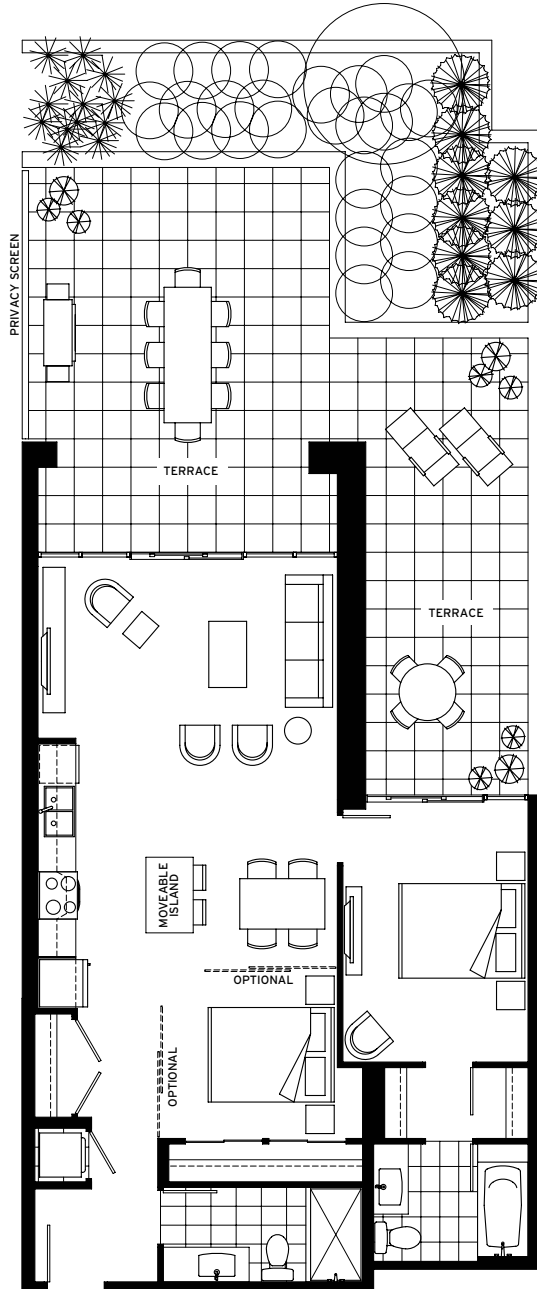 PRIVACY SCREEN
TERRACE
TERRACE
MOVEABLE
ISLAND
OPTIONAL
OPTIONAL